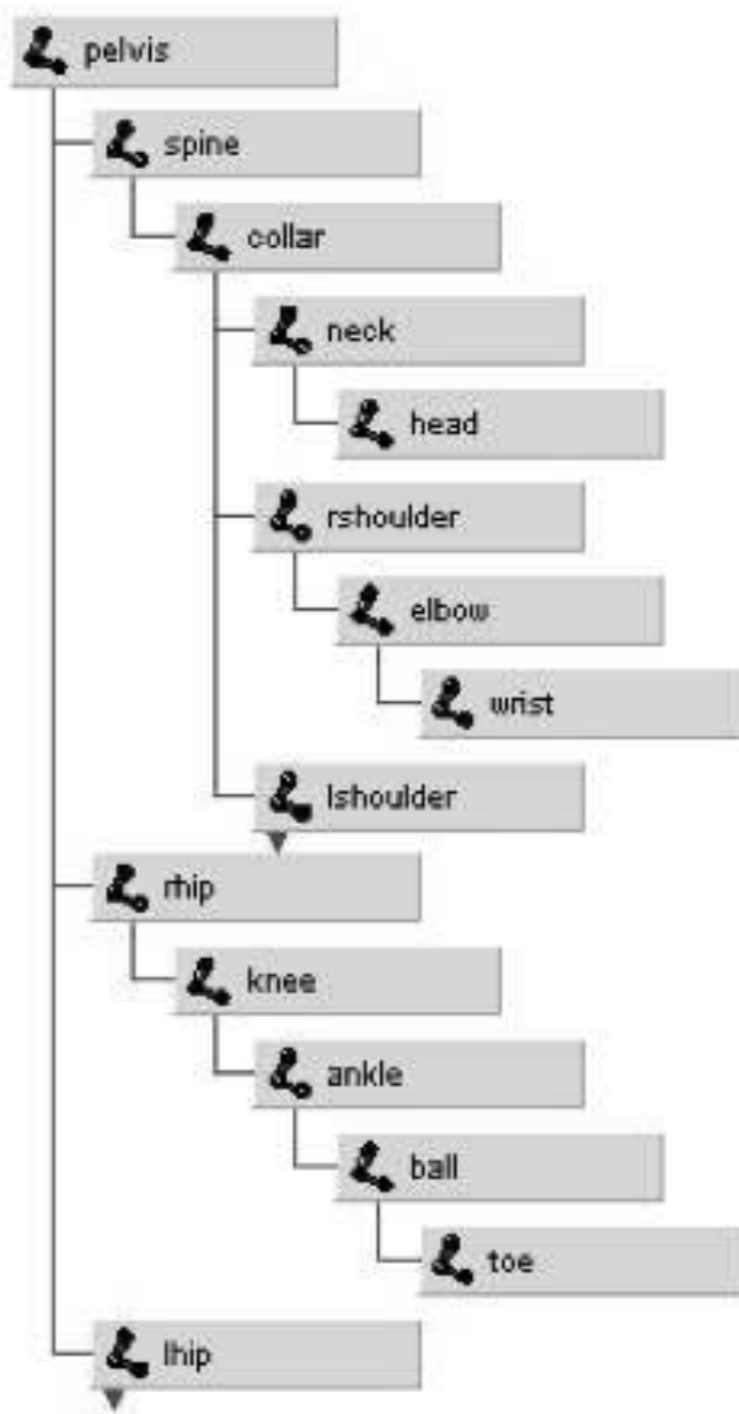 pelvis
spine
collar
neck
head
rshoulder
elbow
wrist
lshoulder
rhip
knee
ankle
ball
toe
lhip